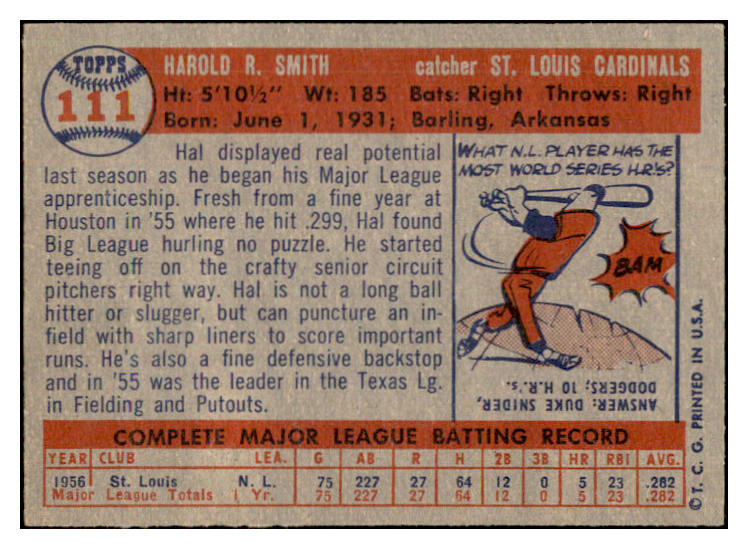 TOPPS
111
HAROLD R. SMITH catcher ST. LOUIS CARDINALS
Ht: 5'10½" Wt: 185 Bats: Right Throws: Right
Born: June 1, 1931; Barling, Arkansas
Hal displayed real potential
last season as he began his Major League
apprenticeship. Fresh from a fine year at
Houston in '55 where he hit .299, Hal found
Big League hurling no puzzle. He started
teeing off on the crafty senior circuit
pitchers right way. Hal is not a long ball
hitter or slugger, but can puncture an in-
field with sharp liners to score important
runs. He's also a fine defensive backstop
and in '55 was the leader in the Texas Lg.
in Fielding and Putouts.
WHAT N.L. PLAYER HAS THE
MOST WORLD SERIES H.R.'S?
BAM
ANSWER: DUKE SNIDER,
DODGERS; 10 H.R.'s.
COMPLETE MAJOR LEAGUE BATTING RECORD
YEAR CLUB LEA. G AB R H 2B 3B HR RBI AVG.
1956 St. Louis N. L. 75 227 27 64 12 0 5 23 .282
Major League Totals 1 Yr. 75 227 27 64 12 0 5 23 .282
© T. C. G. PRINTED IN U.S.A.